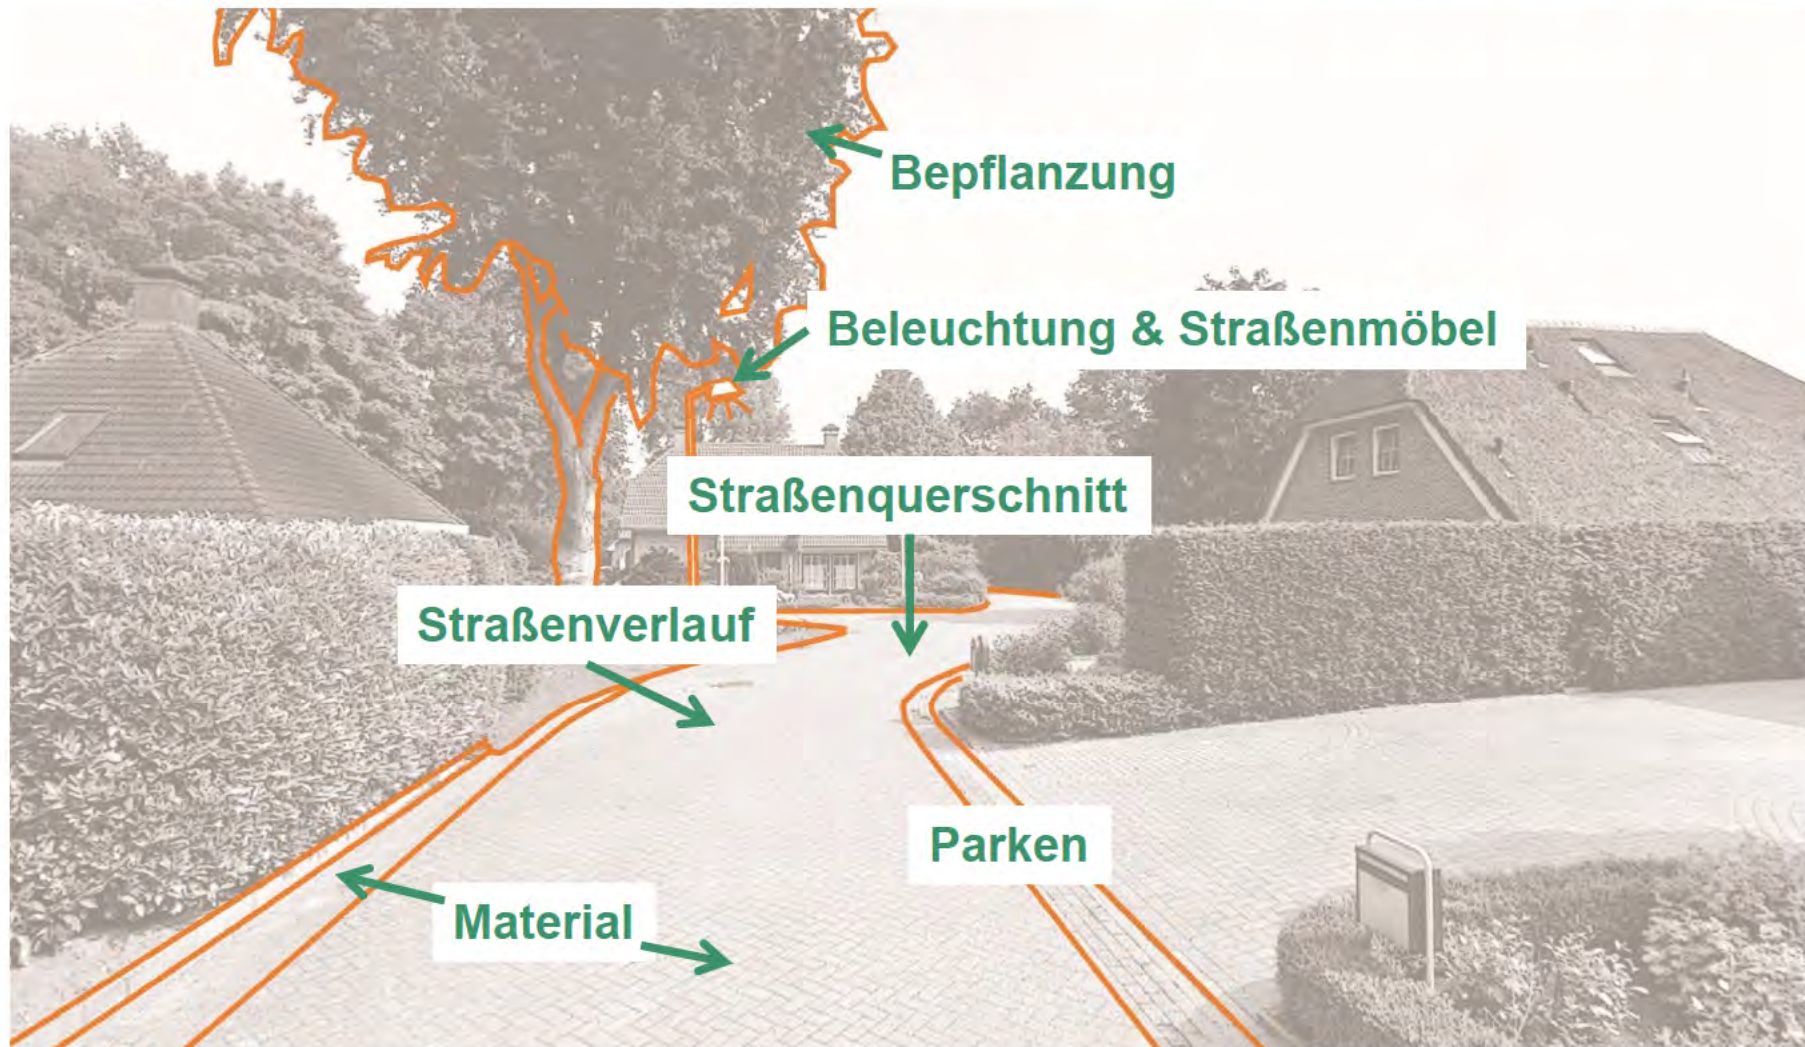 Bepflanzung
Beleuchtung & Straßenmöbel
Straßenquerschnitt
Straßenverlauf
Parken
Material